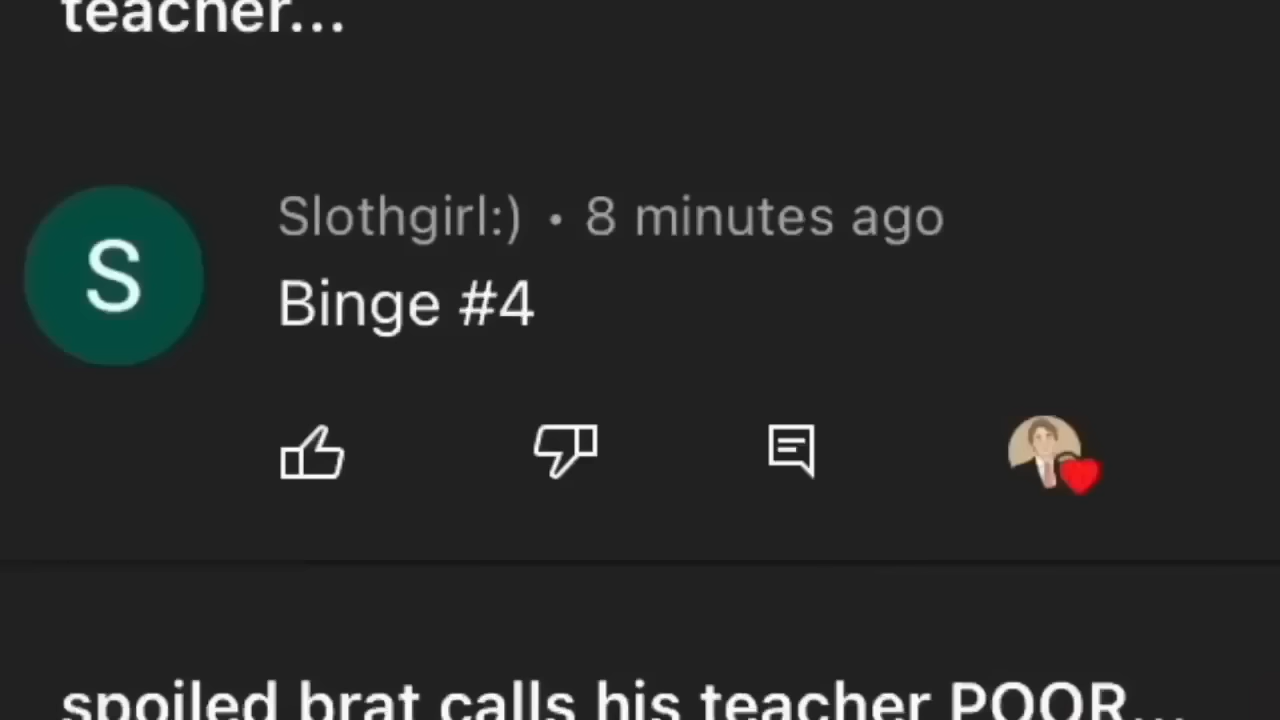 teacher...
Slothgirl:) • 8 minutes ago
S
Binge #4
spoiled brat calls his teacher POOR...